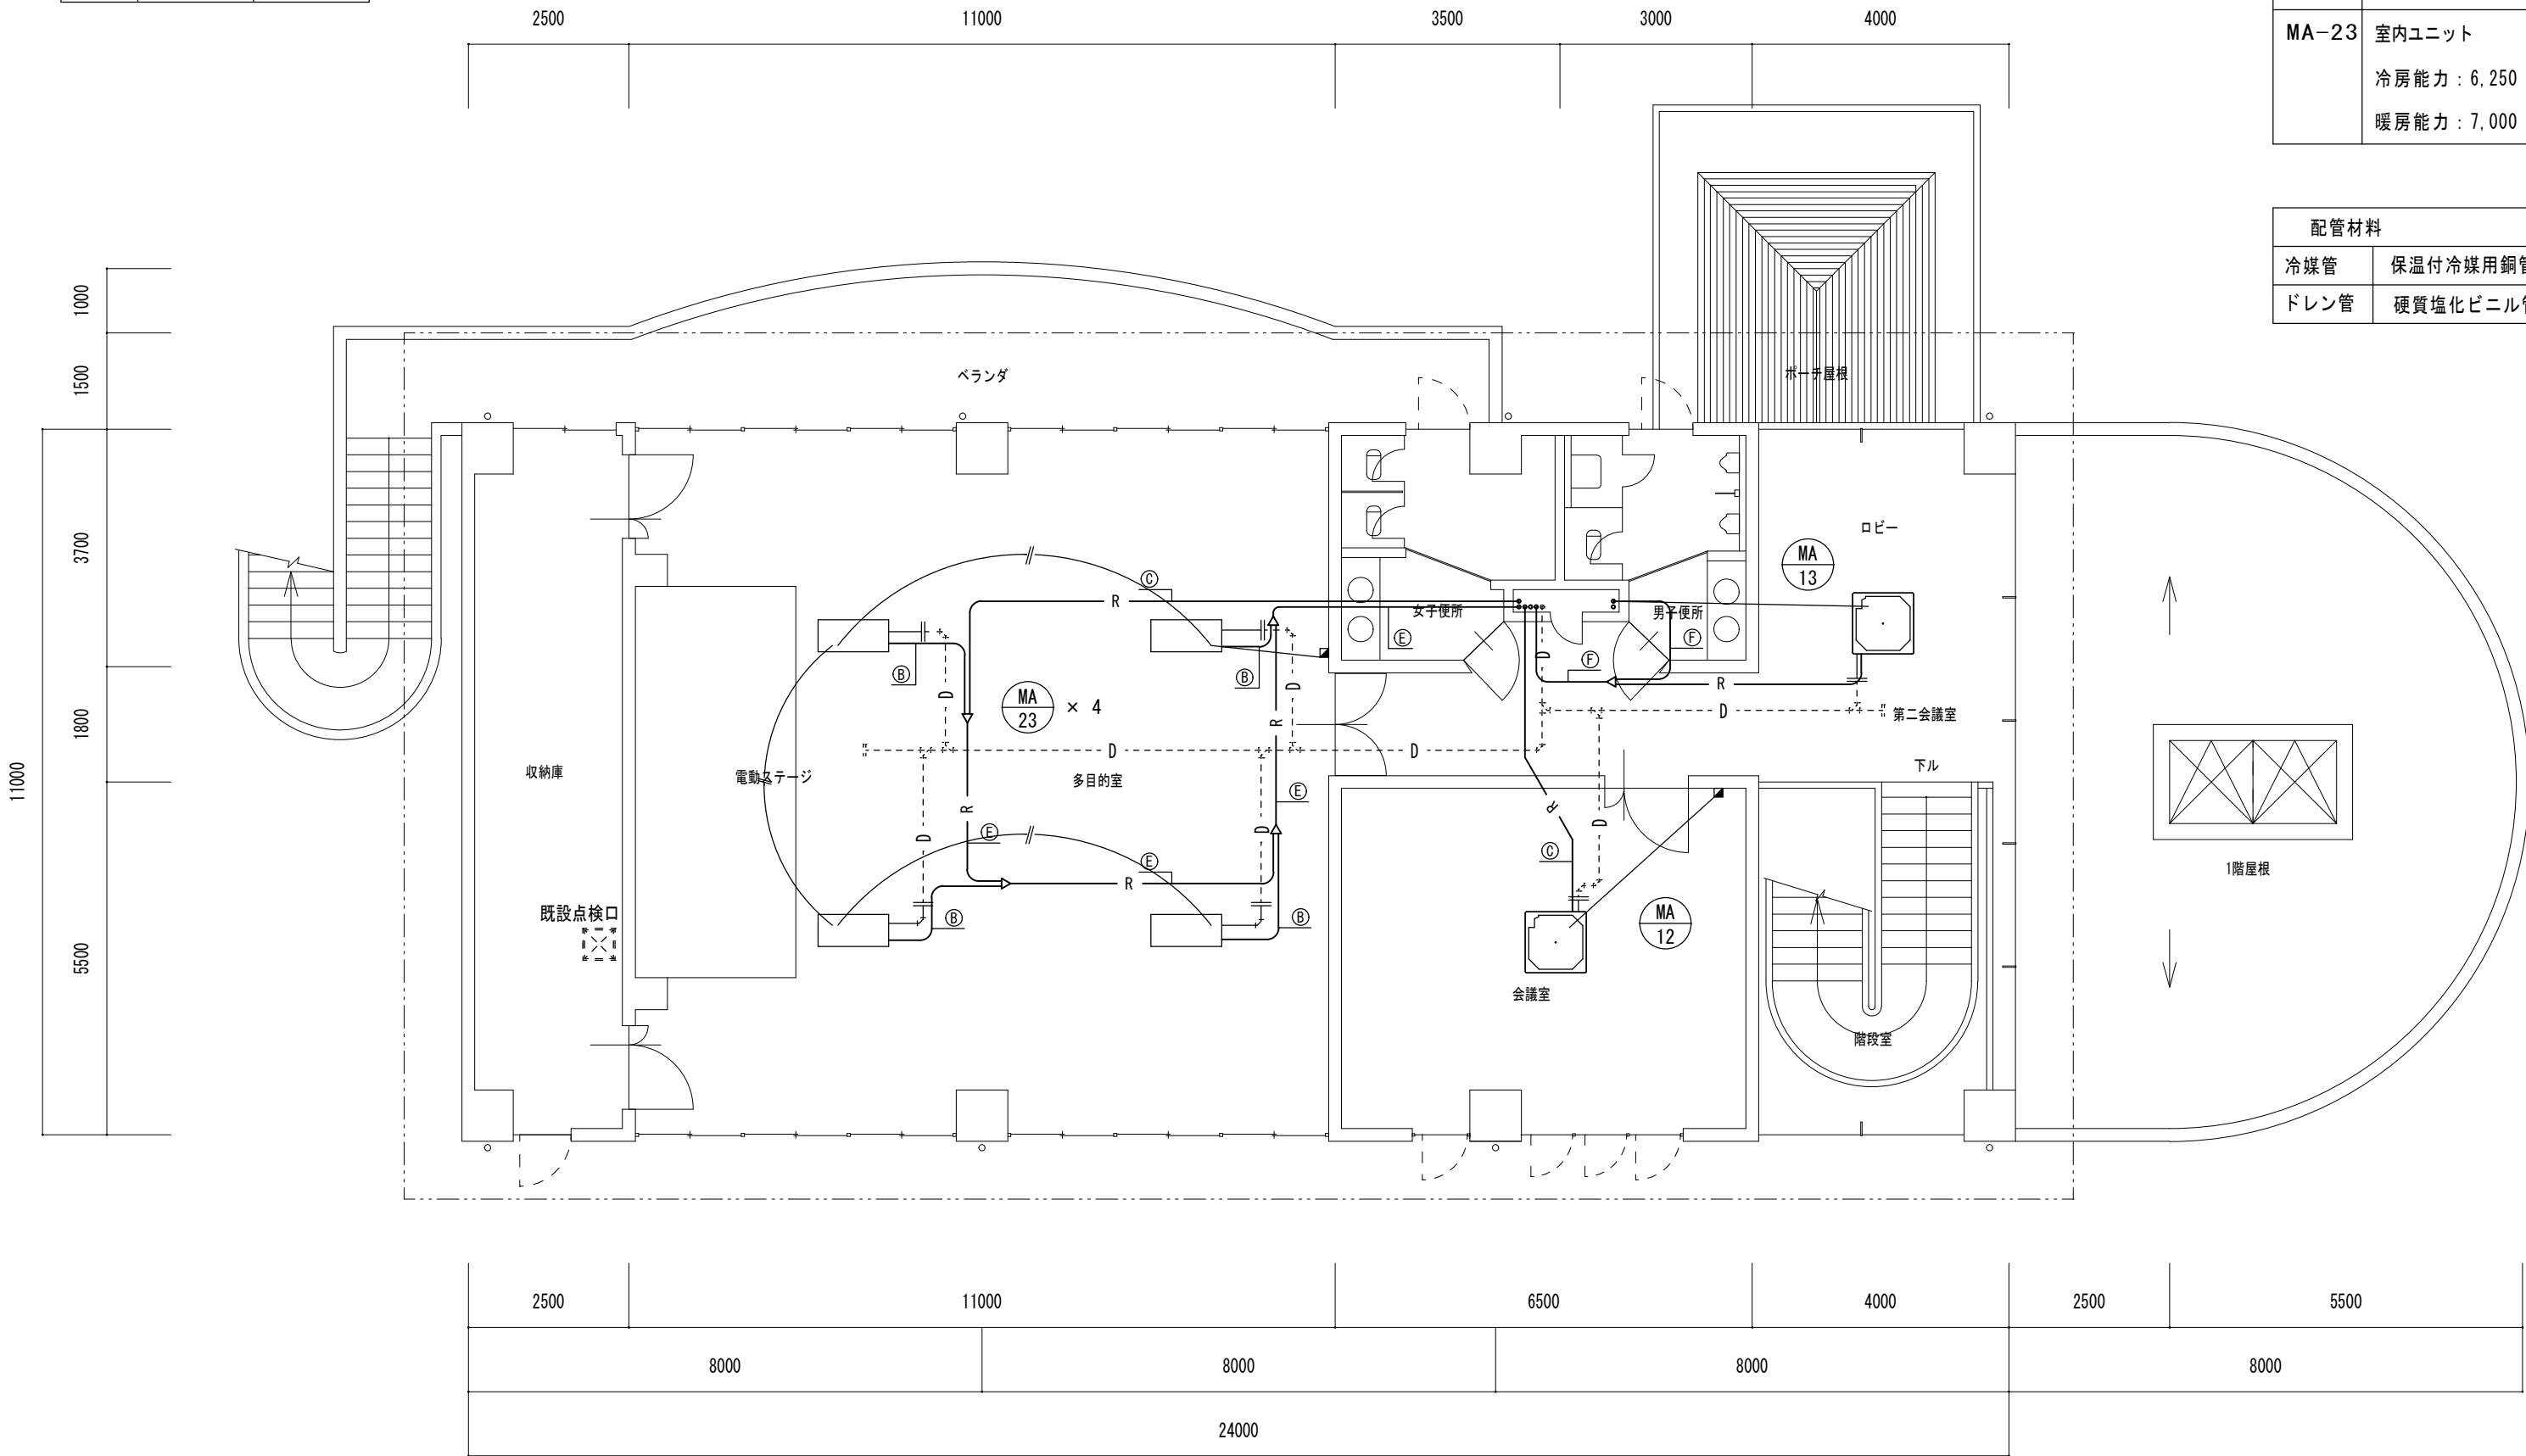 2500
11000
3500
3000
4000
MA-23
室内ユニット
冷房能力：6,250
暖房能力：7,000
配管材料
冷媒管
保温付冷媒用銅管
ドレン管
硬質塩化ビニル管
1000
1500
3700
1800
5500
11000
ベランダ
ポーチ屋根
ロビー
MA
13
C
R
女子便所
男子便所
E
F
F
B
B
D
D
D
MA
23
× 4
R
R
D
第二会議室
D
D
収納庫
電動ステージ
多目的室
下ル
E
R
R
E
D
D
D
C
E
R
1階屋根
既設点検口
B
B
MA
12
会議室
階段室
2500
11000
6500
4000
2500
5500
8000
8000
8000
8000
24000